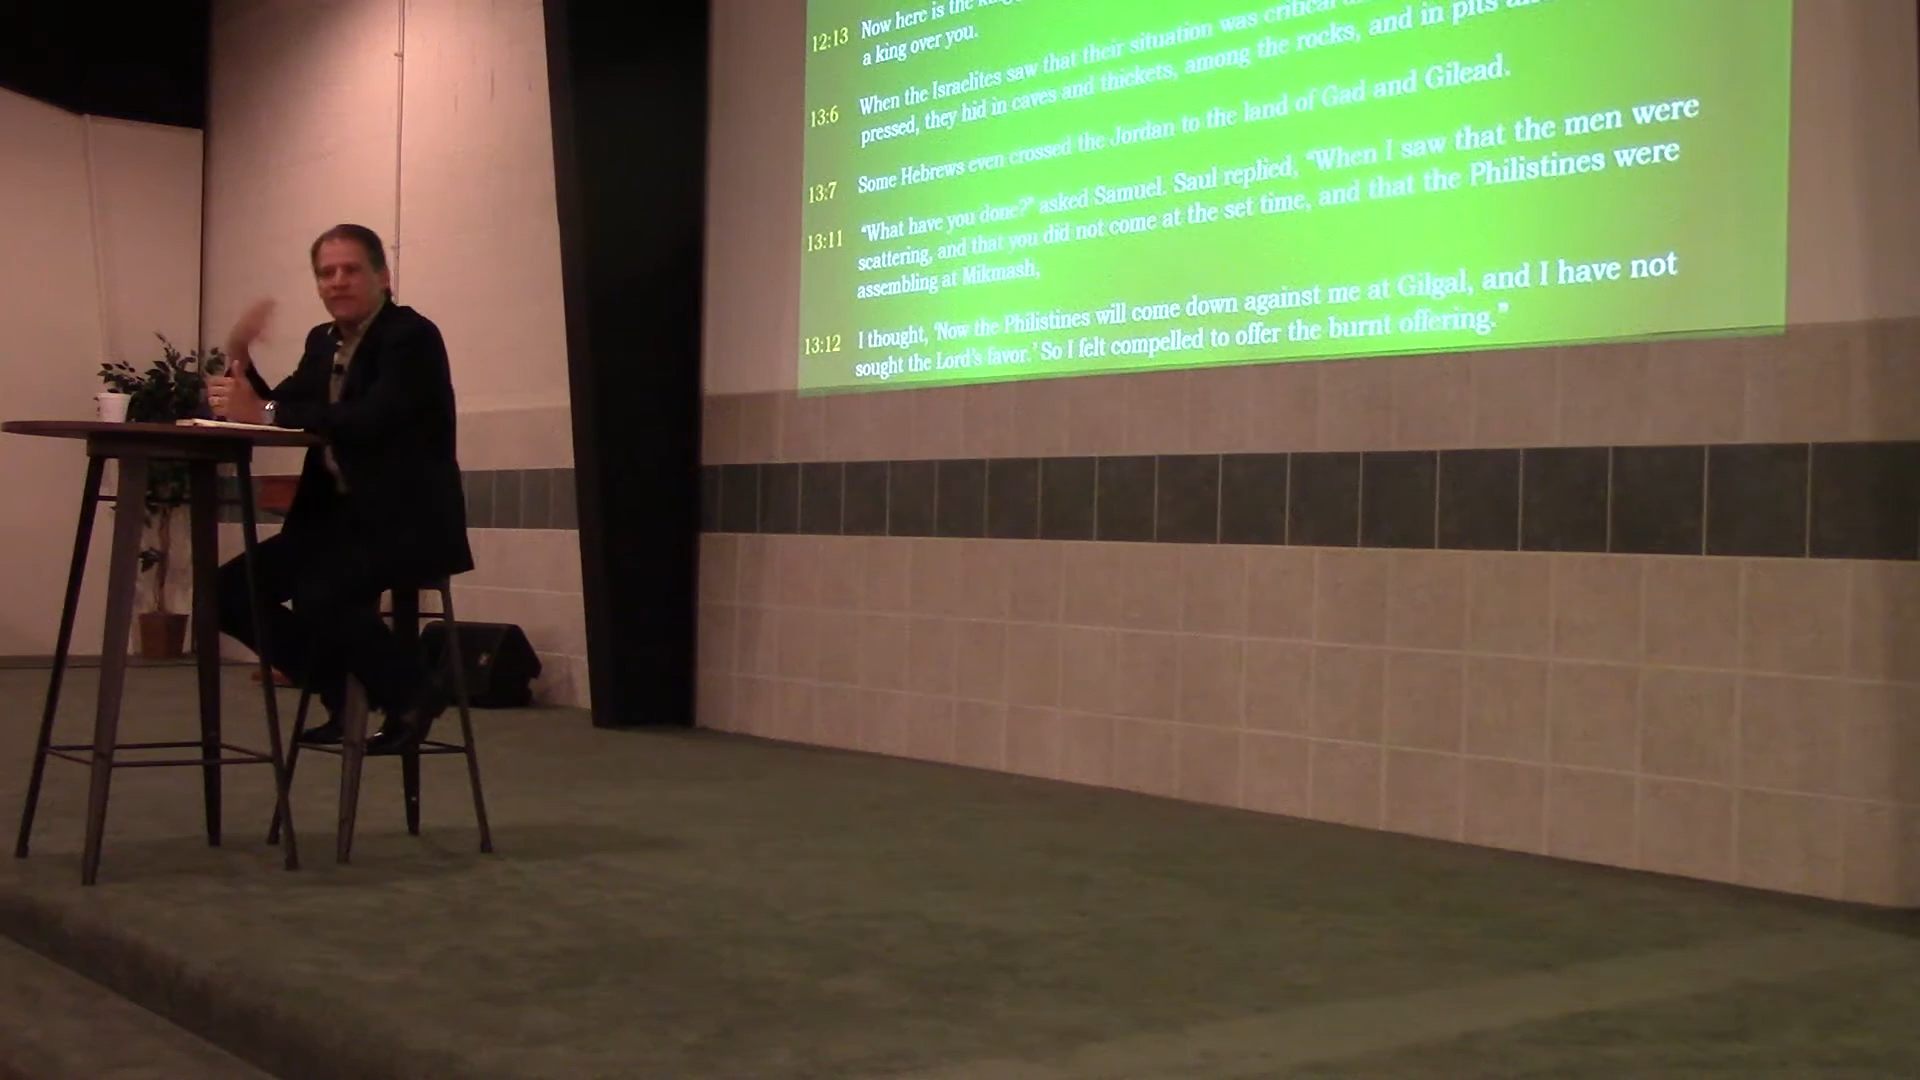 12:13 Now here is the
a king over you.
13:6 When the Israelites saw that their situation was critical
pressed, they hid in caves and thickets, among the rocks, and in pits
13:7 Some Hebrews even crossed the Jordan to the land of Gad and Gilead.
13:11 “What have you done?” asked Samuel. Saul replied, “When I saw that the men were
scattering, and that you did not come at the set time, and that the Philistines were
assembling at Mikmash,
13:12 I thought, ‘Now the Philistines will come down against me at Gilgal, and I have not
sought the Lord’s favor.’ So I felt compelled to offer the burnt offering.”